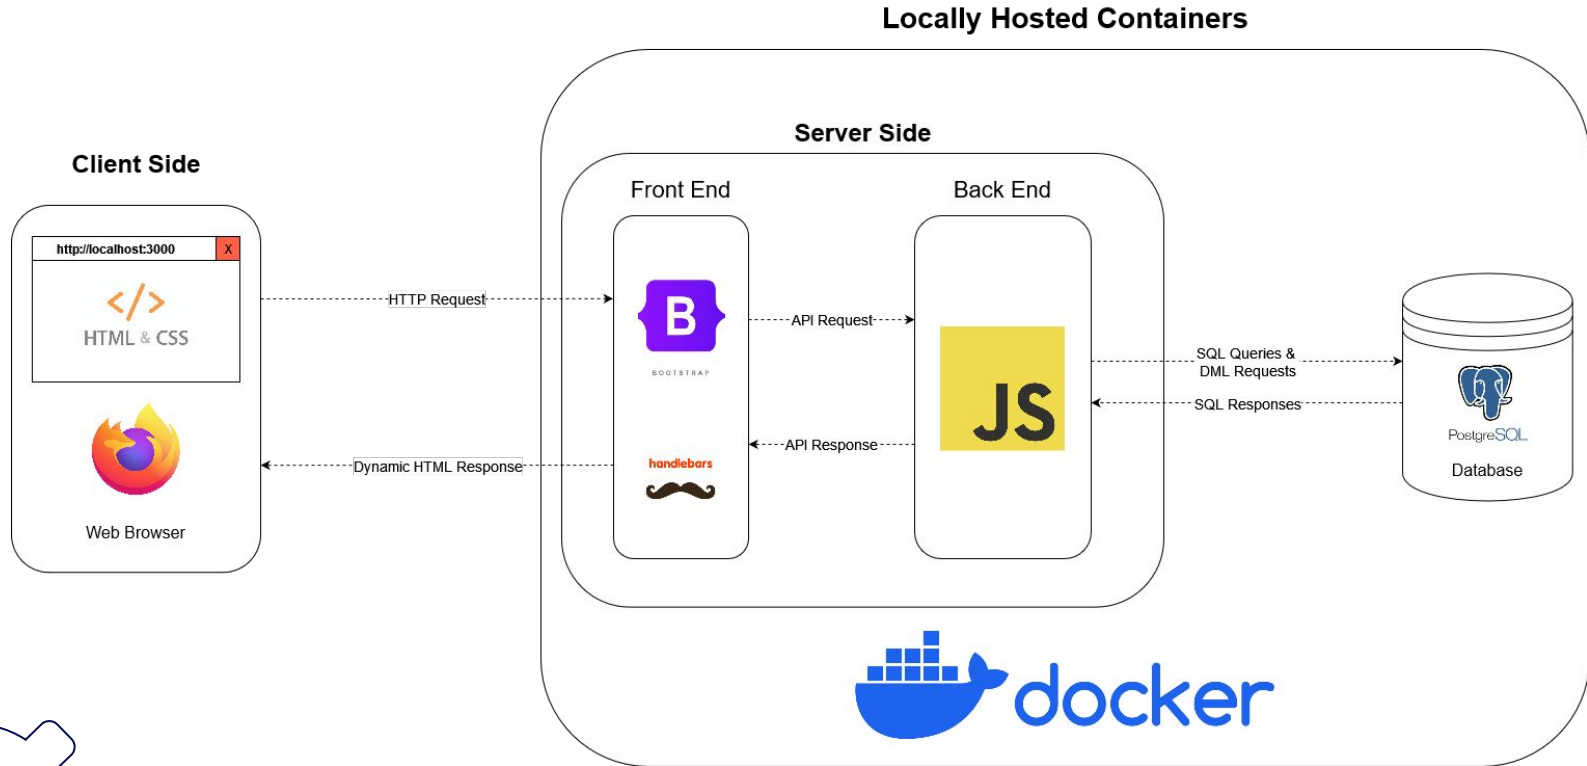 Locally Hosted Containers
Server Side
Client Side
Front End
Back End
http://localhost:3000
X
</>
HTML & CSS
HTTP Request
B
BOOTSTRAP
API Request
JS
SQL Queries &
DML Requests
SQL Responses
PostgreSQL
Database
API Response
handlebars
Dynamic HTML Response
Web Browser
docker